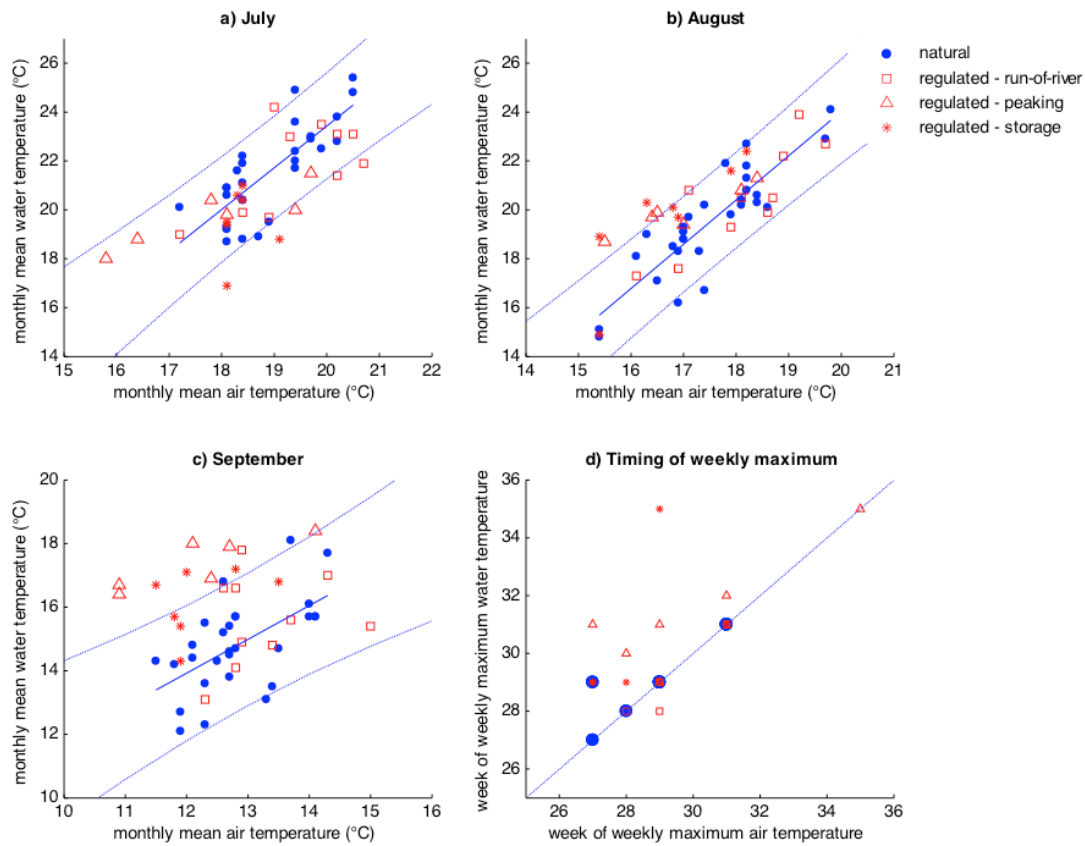 a) July
monthly mean water temperature (°C)
26
24
22
20
18
16
14
15 16 17 18 19 20 21 22
monthly mean air temperature (°C)
b) August
monthly mean water temperature (°C)
26
24
22
20
18
16
14
14 15 16 17 18 19 20 21
monthly mean air temperature (°C)
natural
regulated - run-of-river
regulated - peaking
regulated - storage
c) September
monthly mean water temperature (°C)
20
18
16
14
12
10
10 11 12 13 14 15 16
monthly mean air temperature (°C)
d) Timing of weekly maximum
week of weekly maximum water temperature
36
34
32
30
28
26
26 28 30 32 34 36
week of weekly maximum air temperature